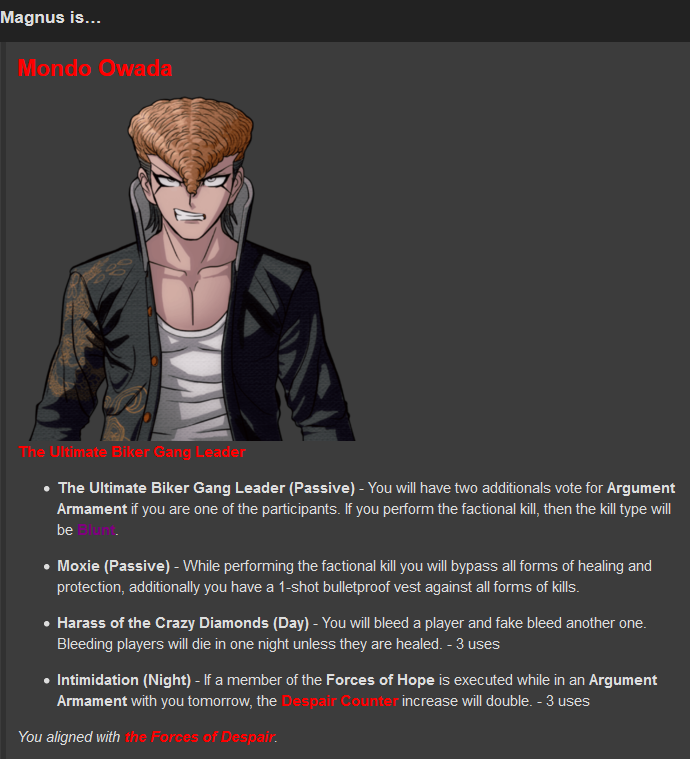 Magnus is…
Mondo Owada
The Ultimate Biker Gang Leader
The Ultimate Biker Gang Leader (Passive) - You will have two additionals vote for Argument
Armament if you are one of the participants. If you perform the factional kill, then the kill type will
be Blunt.
Moxie (Passive) - While performing the factional kill you will bypass all forms of healing and
protection, additionally you have a 1-shot bulletproof vest against all forms of kills.
Harass of the Crazy Diamonds (Day) - You will bleed a player and fake bleed another one.
Bleeding players will die in one night unless they are healed. - 3 uses
Intimidation (Night) - If a member of the Forces of Hope is executed while in an Argument
Armament with you tomorrow, the Despair Counter increase will double. - 3 uses
You aligned with the Forces of Despair.